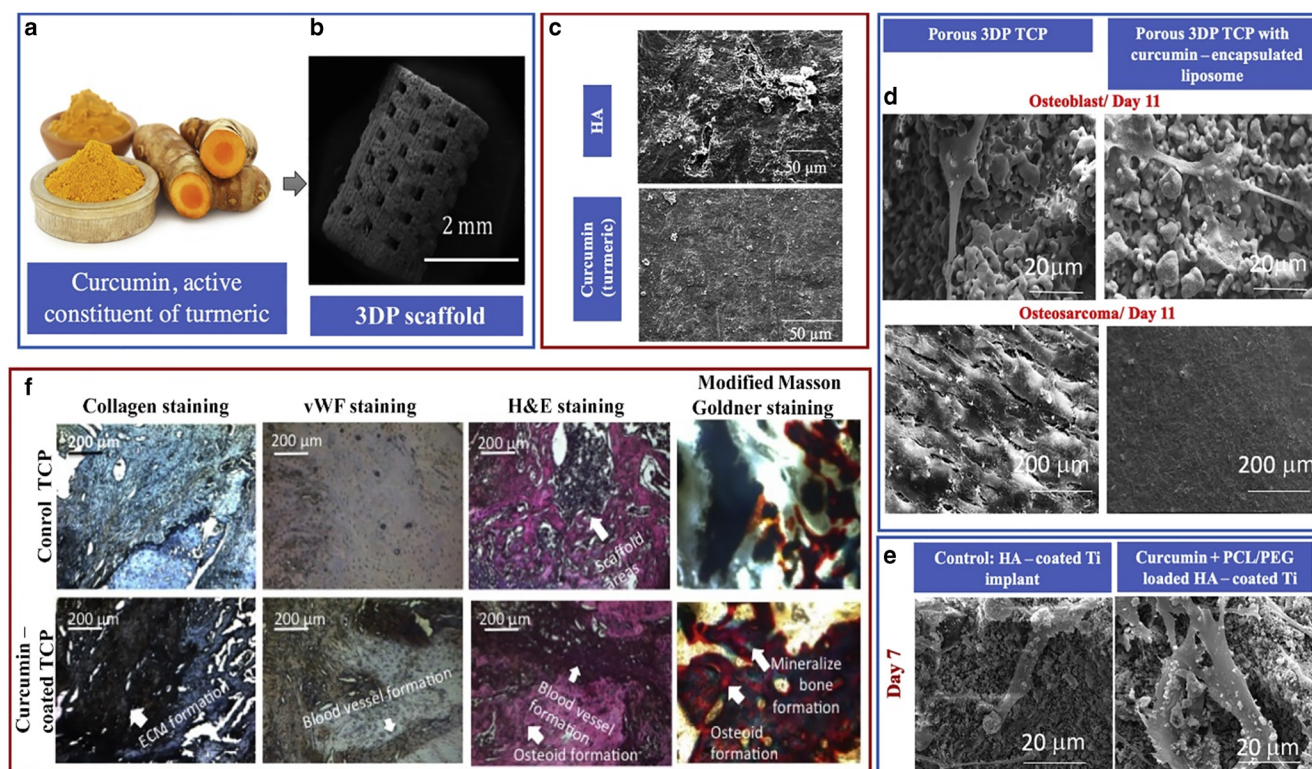 a
b
2 mm
Curcumin, active
constituent of turmeric
3DP scaffold
c
HA
50 µm
Curcumin
(turmeric)
50 µm
Porous 3DP TCP
Porous 3DP TCP with
curcumin – encapsulated
liposome
d
Osteoblast/ Day 11
20µm
20µm
Osteosarcoma/ Day 11
200 µm
200 µm
e
Control: HA – coated Ti
implant
Curcumin + PCL/PEG
loaded HA – coated Ti
Day 7
20 µm
20 µm
f
Collagen staining
vWF staining
H&E staining
Modified Masson
Goldner staining
Conrol TCP
200 µm
200 µm
200 µm
Scaffold
areas
Curcumin –
coated TCP
200 µm
ECM formation
200 µm
Blood vessel formation
200 µm
Blood vessel
formation
Osteoid formation
Mineralize
bone
formation
Osteoid
formation